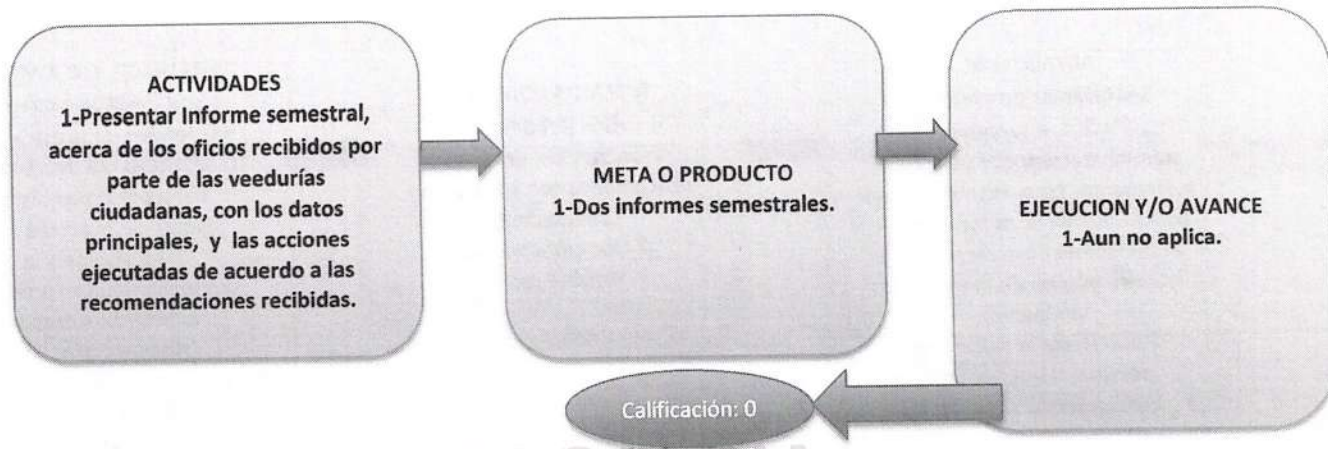 ACTIVIDADES
1-Presentar Informe semestral,
acerca de los oficios recibidos por
parte de las veedurías
ciudadanas, con los datos
principales, y las acciones
ejecutadas de acuerdo a las
recomendaciones recibidas.
META O PRODUCTO
1-Dos informes semestrales.
EJECUCION Y/O AVANCE
1-Aun no aplica.
Calificación: 0